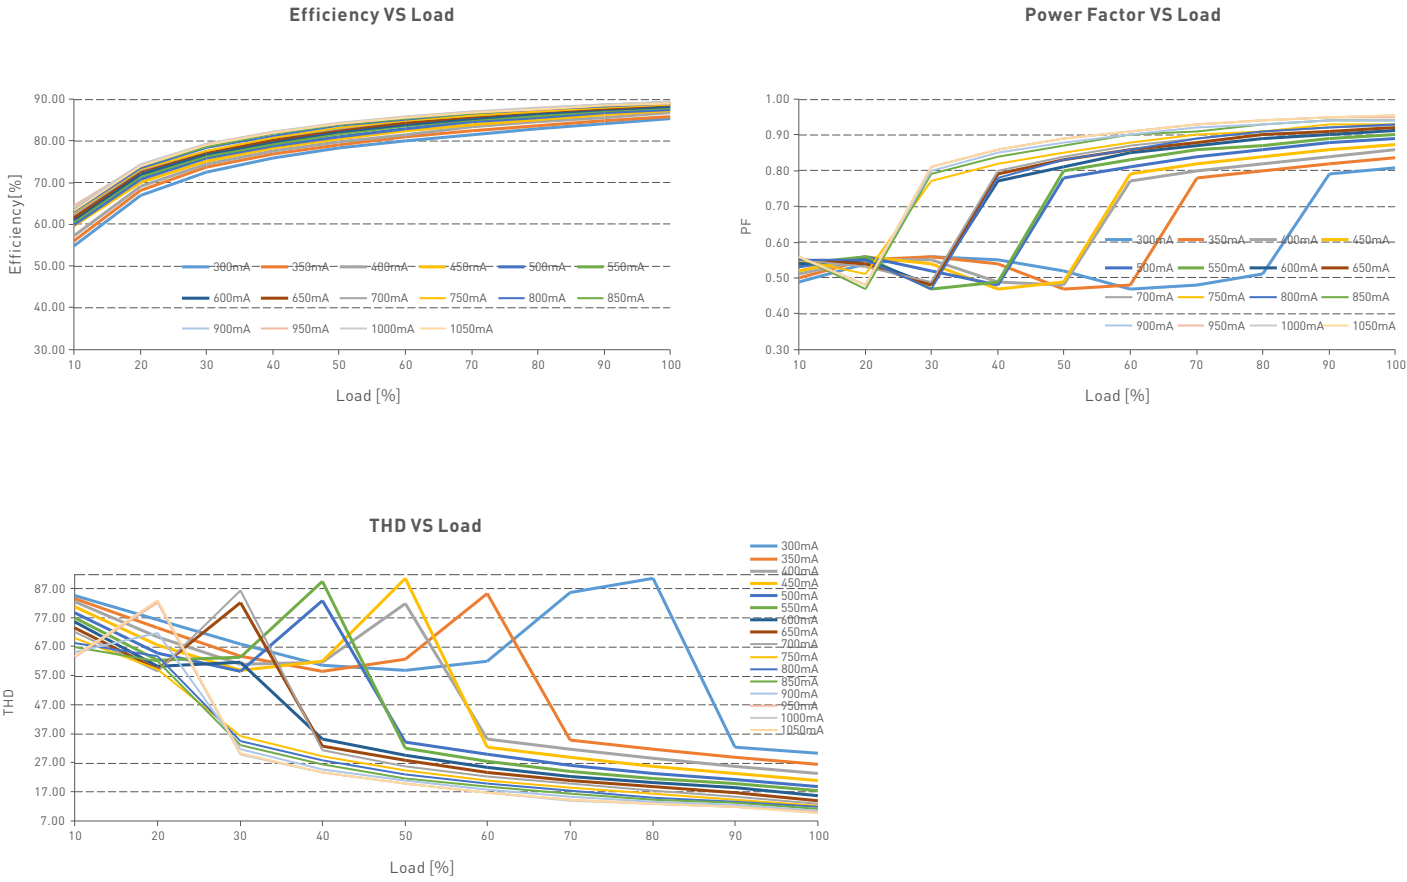 Efficiency VS Load
90.00
80.00
70.00
60.00
50.00
40.00
30.00
Efficiency[%]
300mA 350mA 400mA 450mA 500mA 550mA
600mA 650mA 700mA 750mA 800mA 850mA
900mA 950mA 1000mA 1050mA
10 20 30 40 50 60 70 80 90 100
Load [%]
Power Factor VS Load
1.00
0.90
0.80
0.70
0.60
0.50
0.40
0.30
PF
300mA 350mA 400mA 450mA
500mA 550mA 600mA 650mA
700mA 750mA 800mA 850mA
900mA 950mA 1000mA 1050mA
10 20 30 40 50 60 70 80 90 100
Load [%]
THD VS Load
87.00
77.00
67.00
57.00
47.00
37.00
27.00
17.00
7.00
THD
300mA
350mA
400mA
450mA
500mA
550mA
600mA
650mA
700mA
750mA
800mA
850mA
900mA
950mA
1000mA
1050mA
10 20 30 40 50 60 70 80 90 100
Load [%]